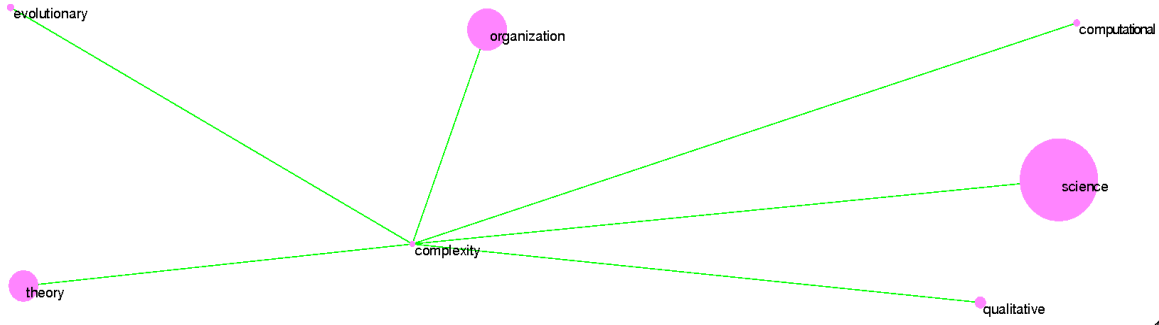 evolutionary
organization
computational
science
complexity
theory
qualitative